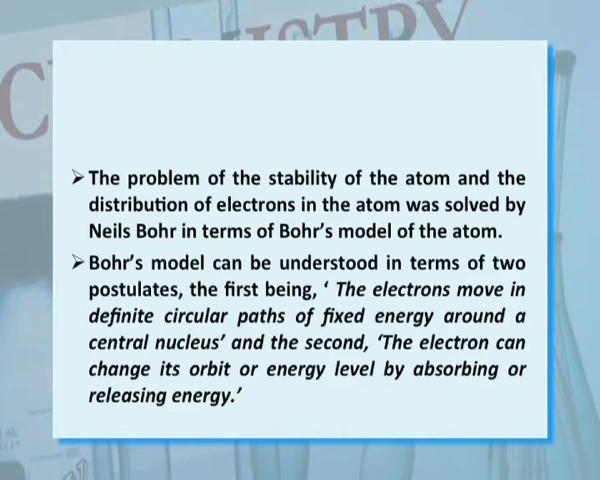 ➢ The problem of the stability of the atom and the
distribution of electrons in the atom was solved by
Neils Bohr in terms of Bohr's model of the atom.
➢ Bohr's model can be understood in terms of two
postulates, the first being, ‘ The electrons move in
definite circular paths of fixed energy around a
central nucleus’ and the second, ‘The electron can
change its orbit or energy level by absorbing or
releasing energy.’